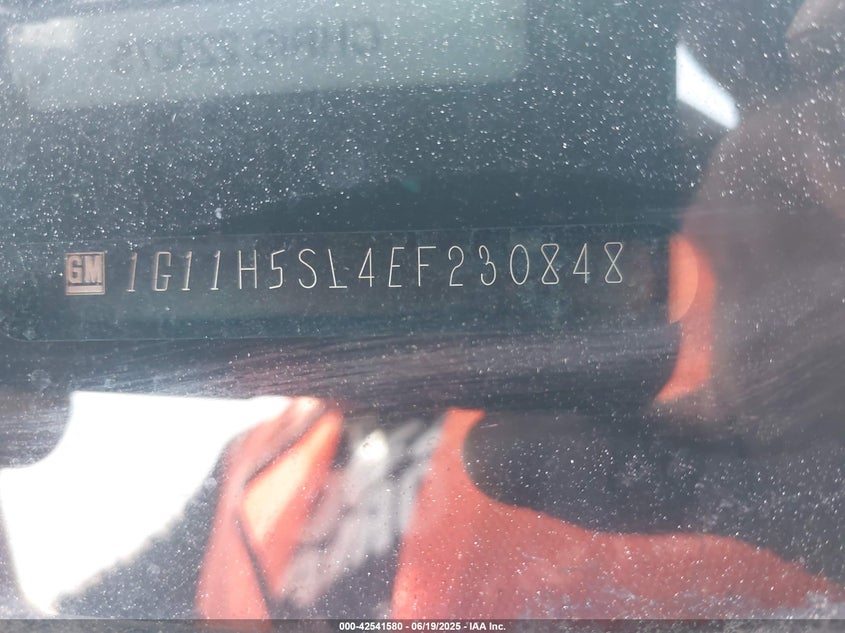 GM 1G11H5SL4EF230848
000-42541580 - 06/19/2025 - IAA Inc.